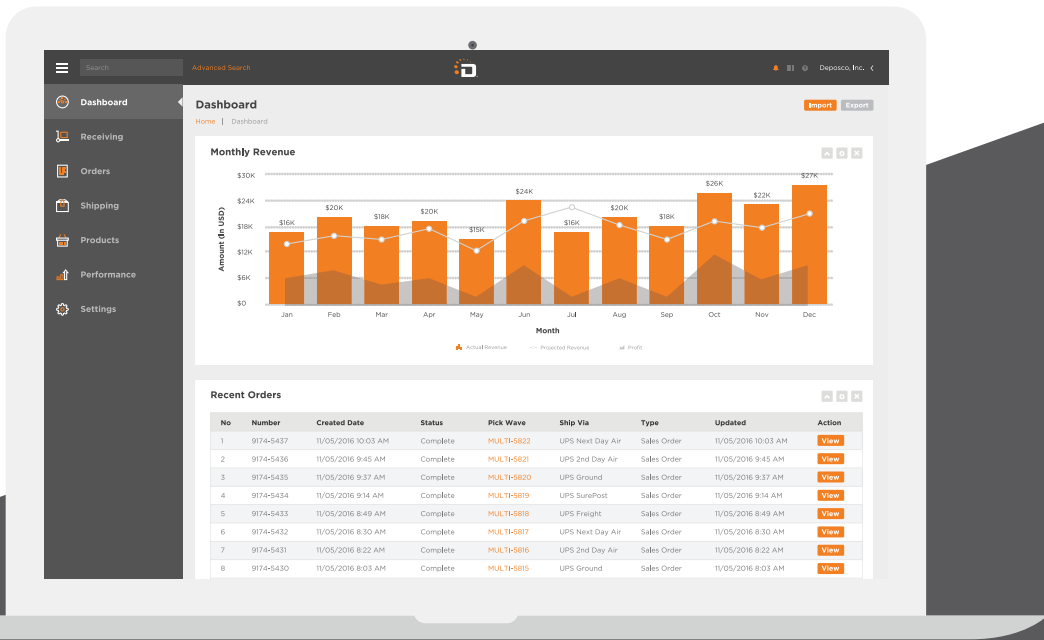 Search Advanced Search Deposco, Inc.
Dashboard
Receiving
Orders
Shipping
Products
Performance
Settings
Dashboard
Import Export
Home | Dashboard
Monthly Revenue
Amount (In USD)
$30K
$24K
$18K
$12K
$6K
$0
$16K $20K $18K $20K $15K $24K $16K $20K $18K $26K $22K $27K
Jan Feb Mar Apr May Jun Jul Aug Sep Oct Nov Dec
Month
Actual Revenue Projected Revenue Profit
Recent Orders
No Number Created Date Status Pick Wave Ship Via Type Updated Action
1 9174-5437 11/05/2016 10:03 AM Complete MULTI-5822 UPS Next Day Air Sales Order 11/05/2016 10:03 AM View
2 9174-5436 11/05/2016 9:45 AM Complete MULTI-5821 UPS 2nd Day Air Sales Order 11/05/2016 9:45 AM View
3 9174-5435 11/05/2016 9:37 AM Complete MULTI-5820 UPS Ground Sales Order 11/05/2016 9:37 AM View
4 9174-5434 11/05/2016 9:14 AM Complete MULTI-5819 UPS SurePost Sales Order 11/05/2016 9:14 AM View
5 9174-5433 11/05/2016 8:49 AM Complete MULTI-5818 UPS Freight Sales Order 11/05/2016 8:49 AM View
6 9174-5432 11/05/2016 8:30 AM Complete MULTI-5817 UPS Next Day Air Sales Order 11/05/2016 8:30 AM View
7 9174-5431 11/05/2016 8:22 AM Complete MULTI-5816 UPS 2nd Day Air Sales Order 11/05/2016 8:22 AM View
8 9174-5430 11/05/2016 8:03 AM Complete MULTI-5815 UPS Ground Sales Order 11/05/2016 8:03 AM View